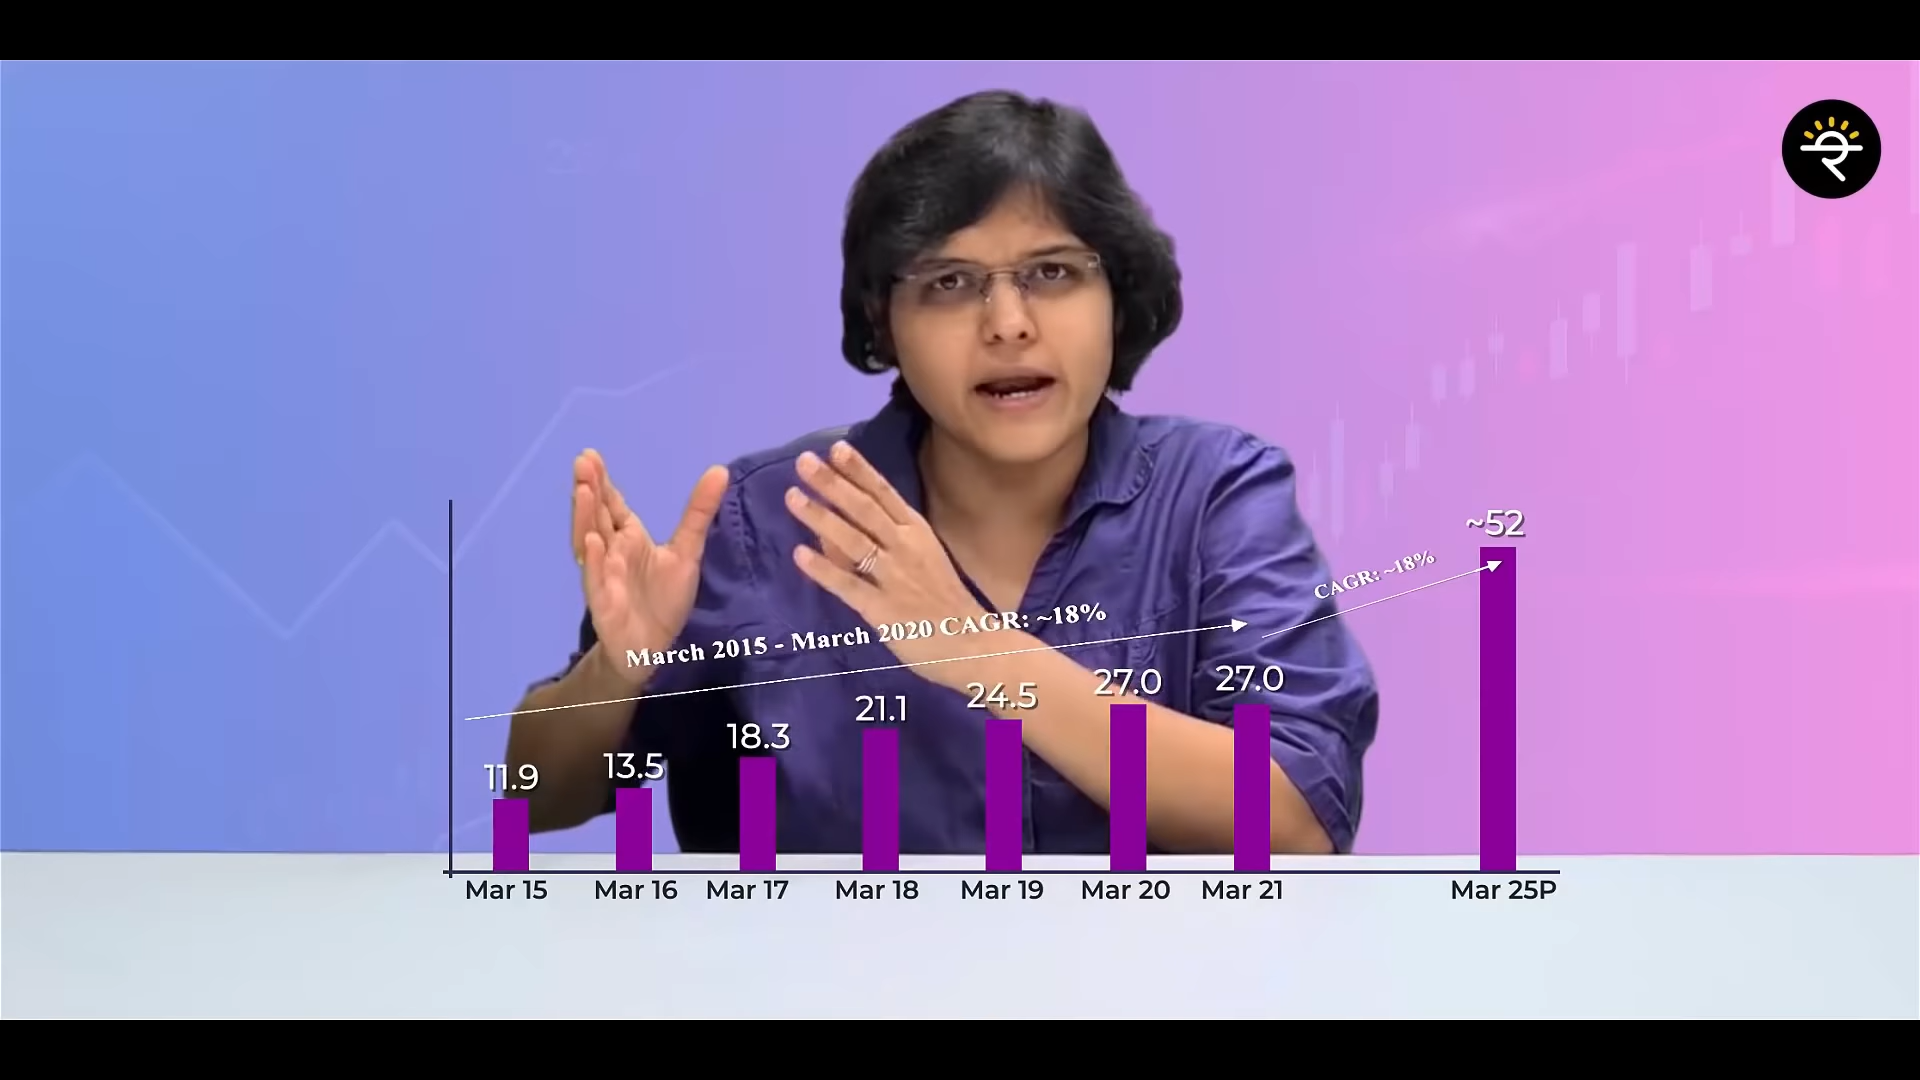 ~52
CAGR: ~18%
March 2015 - March 2020 CAGR: ~18%
11.9 13.5 18.3 21.1 24.5 27.0 27.0
Mar 15 Mar 16 Mar 17 Mar 18 Mar 19 Mar 20 Mar 21 Mar 25P